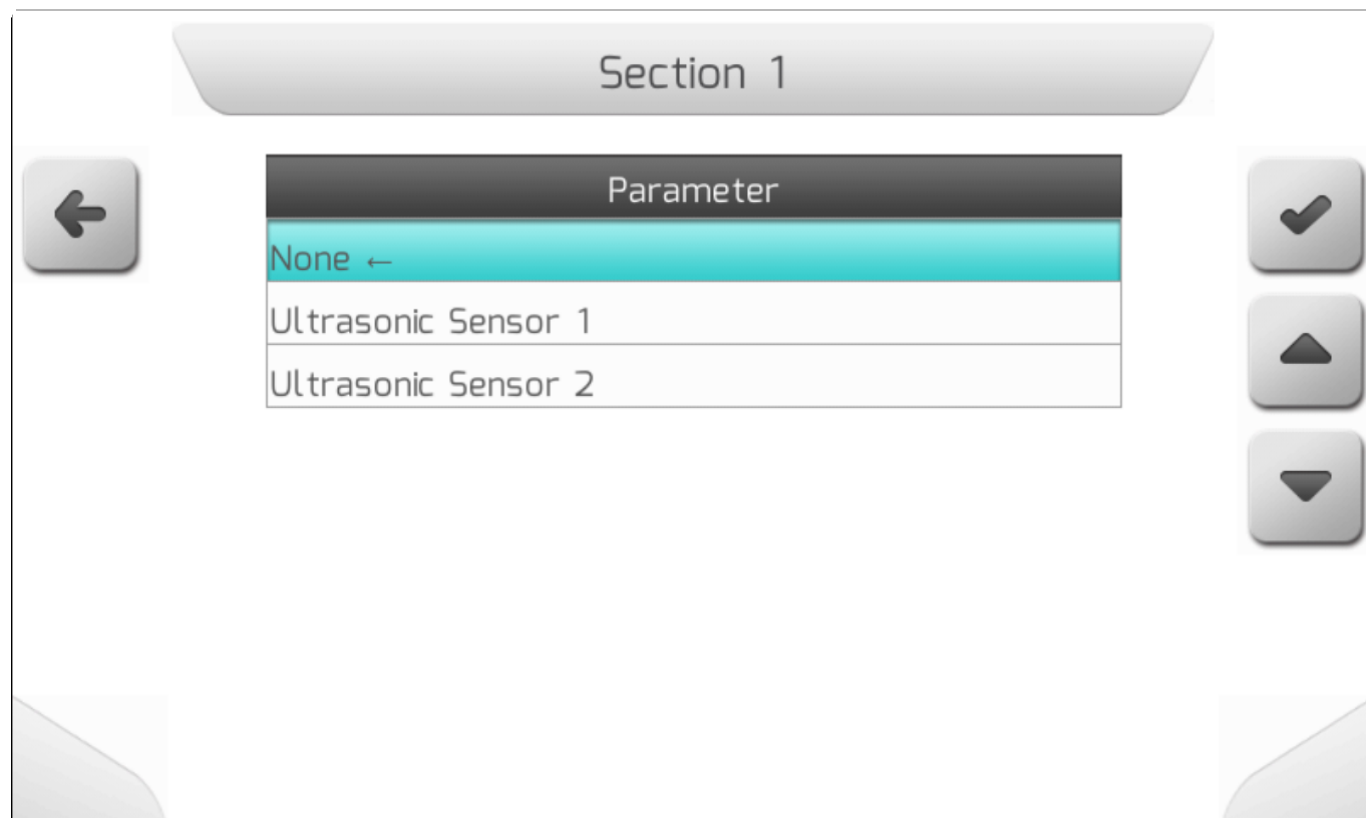 Section 1
Parameter
None ←
Ultrasonic Sensor 1
Ultrasonic Sensor 2